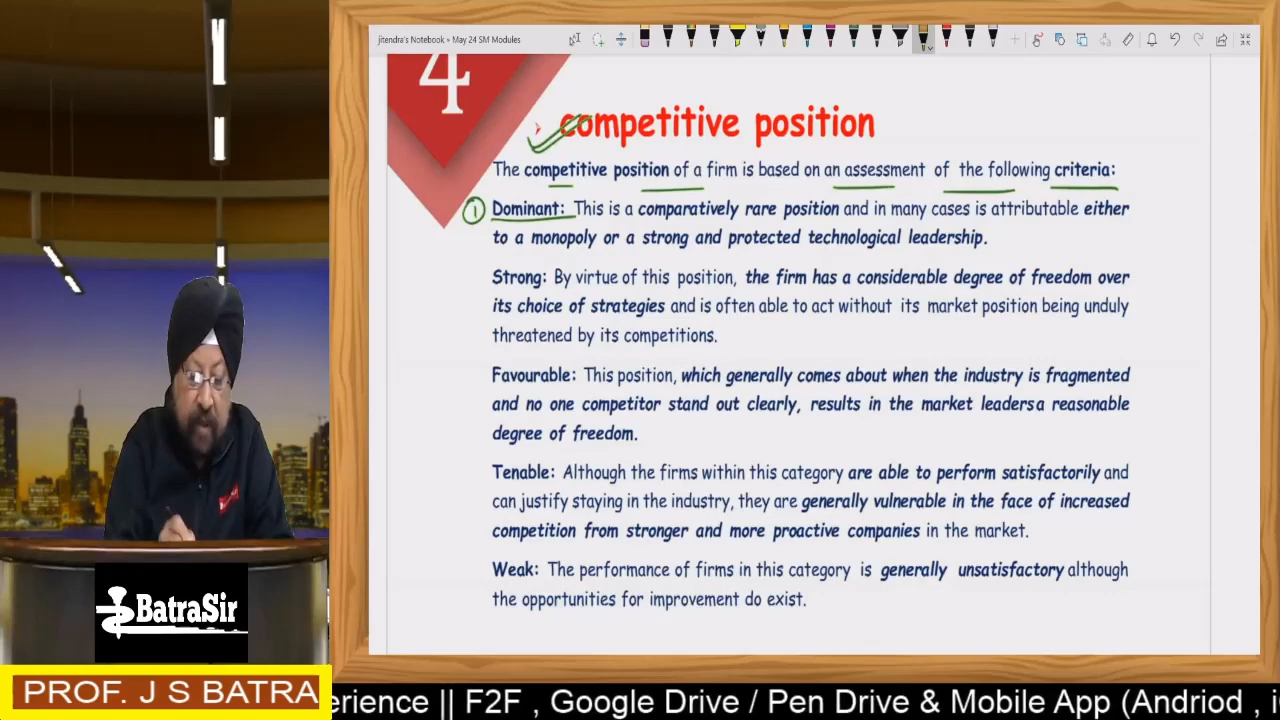 jitendra's Notebook » May 24 SM Modules
4
competitive position
The competitive position of a firm is based on an assessment of the following criteria:
1 Dominant: This is a comparatively rare position and in many cases is attributable either
to a monopoly or a strong and protected technological leadership.
Strong: By virtue of this position, the firm has a considerable degree of freedom over
its choice of strategies and is often able to act without its market position being unduly
threatened by its competitions.
Favourable: This position, which generally comes about when the industry is fragmented
and no one competitor stand out clearly, results in the market leaders a reasonable
degree of freedom.
Tenable: Although the firms within this category are able to perform satisfactorily and
can justify staying in the industry, they are generally vulnerable in the face of increased
competition from stronger and more proactive companies in the market.
Weak: The performance of firms in this category is generally unsatisfactory although
the opportunities for improvement do exist.
BatraSir
PROF. J S BATRA
erience || F2F , Google Drive / Pen Drive & Mobile App (Andriod , i